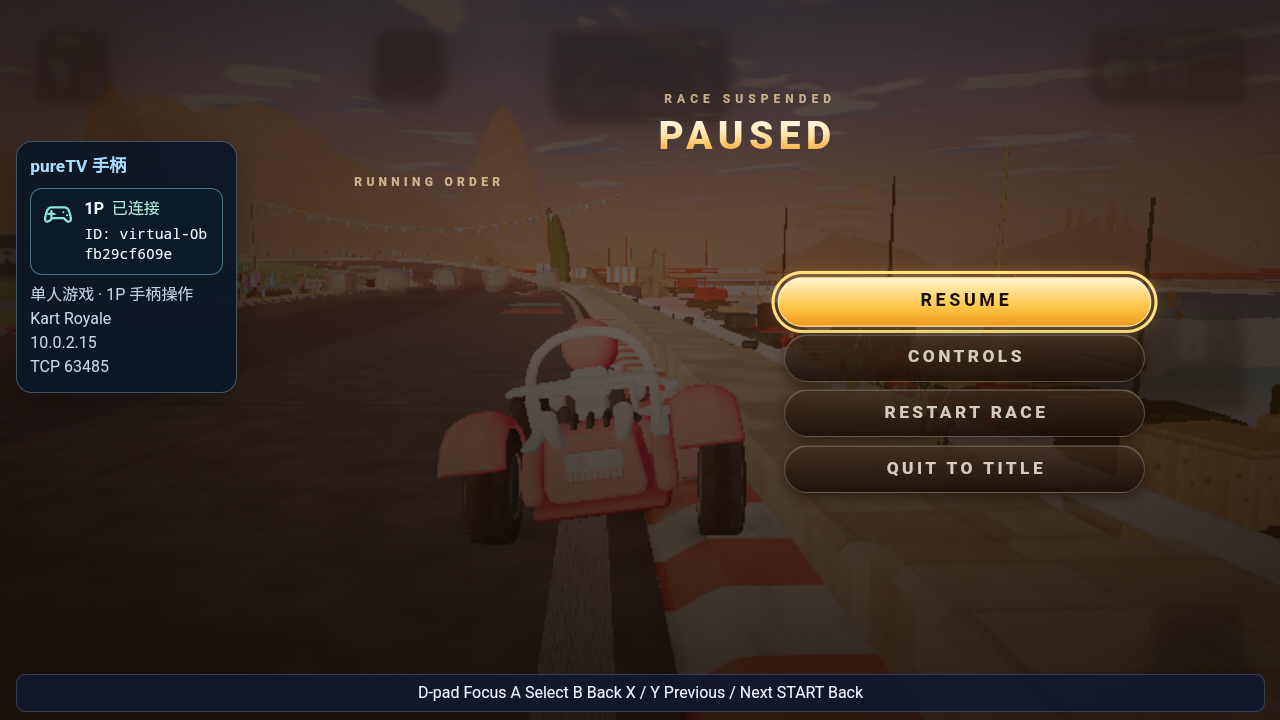 RACE SUSPENDED
PAUSED
pureTV 手柄
1P 已连接
ID: virtual-0b
fb29cf609e
单人游戏 · 1P 手柄操作
Kart Royale
10.0.2.15
TCP 63485
RUNNING ORDER
RESUME
CONTROLS
RESTART RACE
QUIT TO TITLE
D-pad Focus A Select B Back X / Y Previous / Next START Back